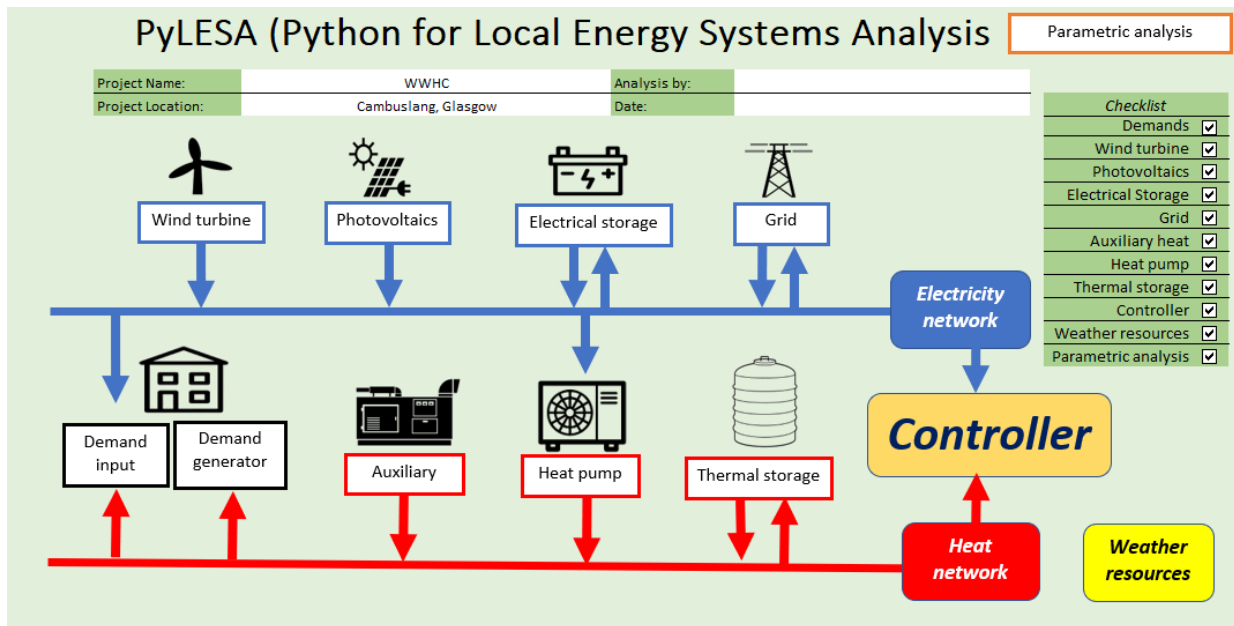 PyLESA (Python for Local Energy Systems Analysis
Parametric analysis
Project Name: WWHC Analysis by:
Project Location: Cambuslang, Glasgow Date:
Checklist
Demands
Wind turbine
Photovoltaics
Electrical Storage
Grid
Auxiliary heat
Heat pump
Thermal storage
Controller
Weather resources
Parametric analysis
Wind turbine
Photovoltaics
Electrical storage
Grid
Electricity
network
Demand
input
Demand
generator
Auxiliary
Heat pump
Thermal storage
Controller
Heat
network
Weather
resources